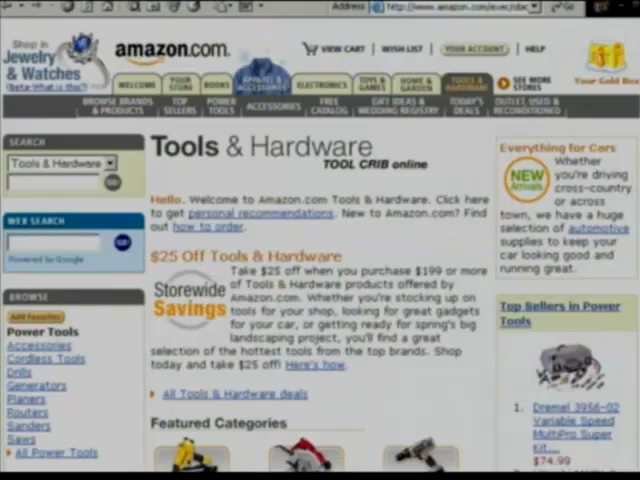 Address http://www.amazon.com/exec/obid
Go
Shop in
Jewelry
& Watches
(beta-What is this?)
amazon.com.
VIEW CART | WISH LIST | YOUR ACCOUNT | HELP
WELCOME
YOUR STORE
BOOKS
APPAREL & ACCESSORIES
ELECTRONICS
TOYS & GAMES
HOME & GARDEN
TOOLS & HARDWARE
SEE MORE STORES
Your Gold Box
BROWSE BRANDS & PRODUCTS
TOP SELLERS
POWER TOOLS
ACCESSORIES
FREE CATALOG
GIFT IDEAS & WEDDING REGISTRY
TODAY'S DEALS
OUTLET, USED & RECONDITIONED
SEARCH
Tools & Hardware
GO!
WEB SEARCH
GO!
Powered by Google
BROWSE
Add Favorites
Power Tools
Accessories
Cordless Tools
Drills
Generators
Planers
Routers
Sanders
Saws
All Power Tools
Tools & Hardware
TOOL CRIB online
Hello. Welcome to Amazon.com Tools & Hardware. Click here
to get personal recommendations. New to Amazon.com? Find
out how to order.
$25 Off Tools & Hardware
Storewide
Savings
Take $25 off when you purchase $199 or more
of Tools & Hardware products offered by
Amazon.com. Whether you're stocking up on
tools for your shop, looking for great gadgets
for your car, or getting ready for spring's big
landscaping project, you'll find a great
selection of the hottest tools from the top brands. Shop
today and take $25 off! Here's how.
All Tools & Hardware deals
Featured Categories
Everything for Cars
NEW
Arrivals
Whether
you're driving
cross-country
or across
town, we have a huge
selection of automotive
supplies to keep your
car looking good and
running great.
Top Sellers in Power
Tools
1. Dremel 3956-02
Variable Speed
MultiPro Super
Kit....
$74.99